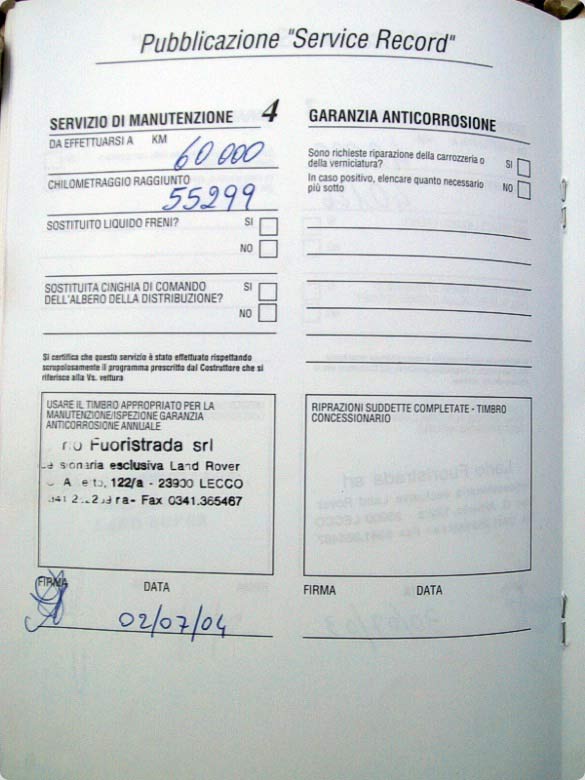 Pubblicazione "Service Record"
SERVIZIO DI MANUTENZIONE 4
DA EFFETTUARSI A KM 60 000
CHILOMETRAGGIO RAGGIUNTO 55299
SOSTITUITO LIQUIDO FRENI? SI
NO
SOSTITUITA CINGHIA DI COMANDO SI
DELL'ALBERO DELLA DISTRIBUZIONE?
NO
Si certifica che questo servizio è stato effettuato rispettando
scrupolosamente il programma prescritto dal Costruttore che si
riferisce alla Vs. vettura
USARE IL TIMBRO APPROPRIATO PER LA
MANUTENZIONE/ISPEZIONE GARANZIA
ANTICORROSIONE ANNUALE
Fuoristrada srl
esclusiva Land Rover
122/a - 23900 LECCO
Fax 0341.365467
FIRMA DATA
02/07/04
GARANZIA ANTICORROSIONE
Sono richieste riparazione della carrozzeria o SI
della verniciatura?
In caso positivo, elencare quanto necessario NO
più sotto
RIPRAZIONI SUDDETTE COMPLETATE - TIMBRO
CONCESSIONARIO
FIRMA DATA